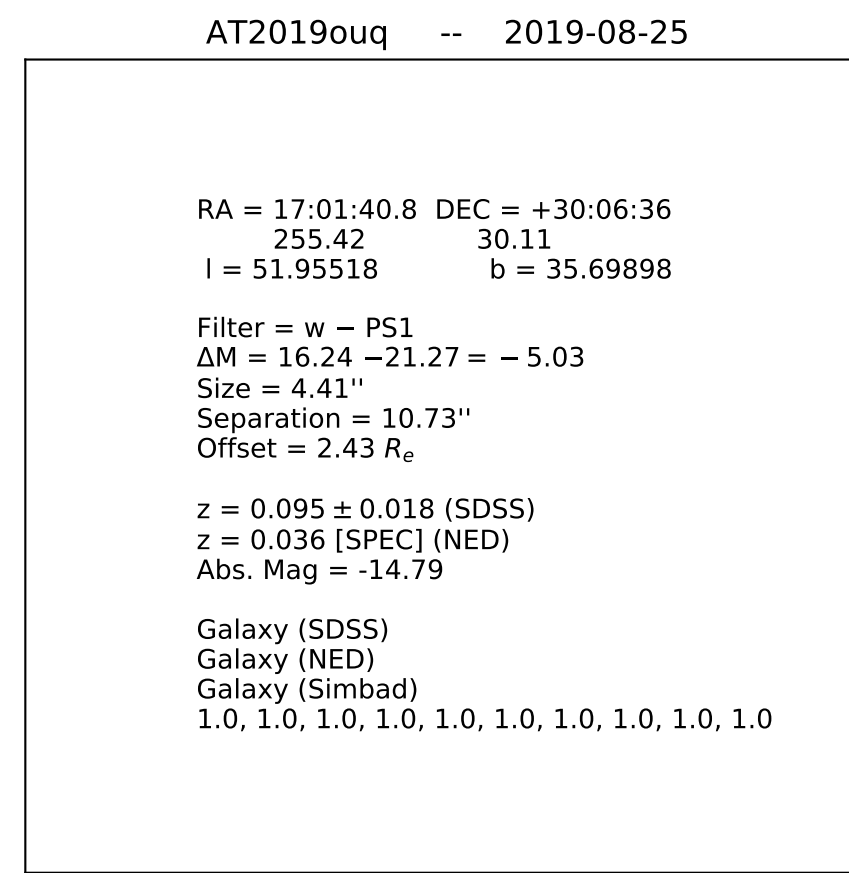 AT2019ouq -- 2019-08-25
RA = 17:01:40.8 DEC = +30:06:36
255.42 30.11
l = 51.95518 b = 35.69898
Filter = w − PS1
ΔM = 16.24 −21.27 = − 5.03
Size = 4.41''
Separation = 10.73''
Offset = 2.43 Re
z = 0.095 ± 0.018 (SDSS)
z = 0.036 [SPEC] (NED)
Abs. Mag = -14.79
Galaxy (SDSS)
Galaxy (NED)
Galaxy (Simbad)
1.0, 1.0, 1.0, 1.0, 1.0, 1.0, 1.0, 1.0, 1.0, 1.0